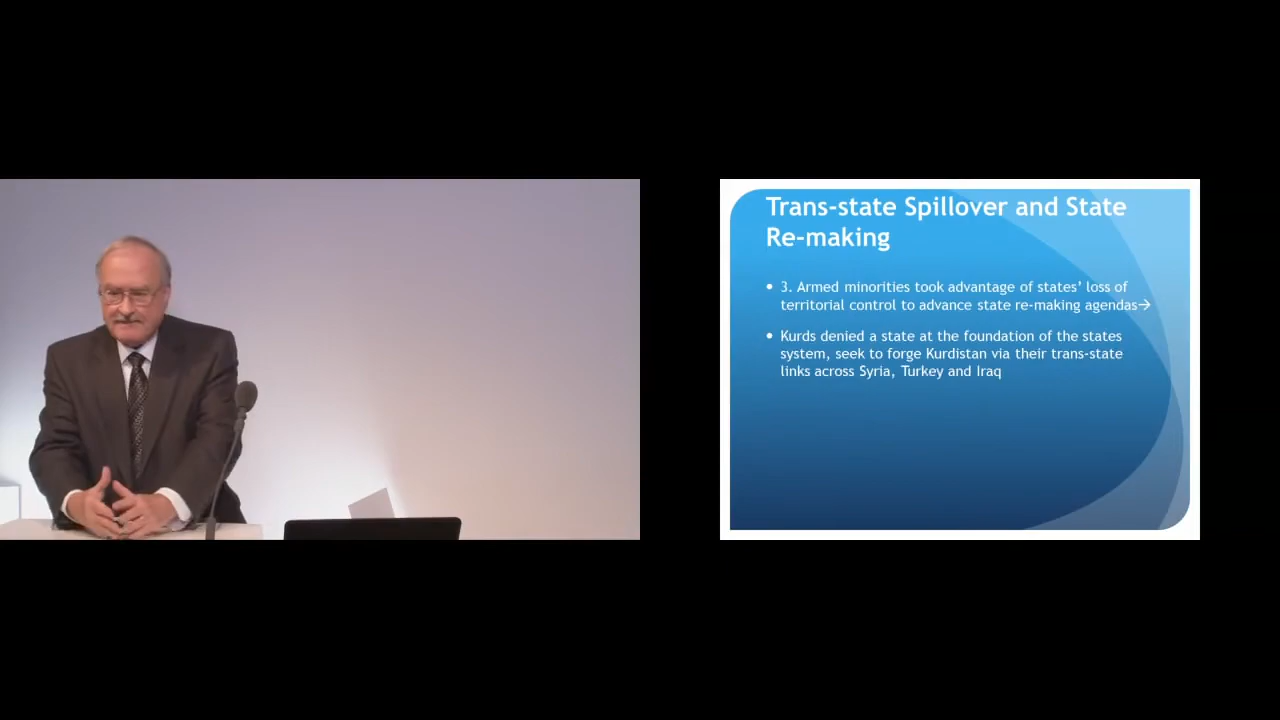 Trans-state Spillover and State
Re-making
• 3. Armed minorities took advantage of states’ loss of
territorial control to advance state re-making agendas→
• Kurds denied a state at the foundation of the states
system, seek to forge Kurdistan via their trans-state
links across Syria, Turkey and Iraq